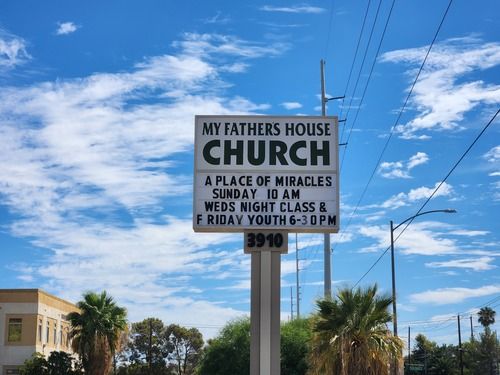 MY FATHERS HOUSE
CHURCH
A PLACE OF MIRACLES
SUNDAY 10 AM
WEDS NIGHT CLASS &
FRIDAY YOUTH 6-30PM
3910